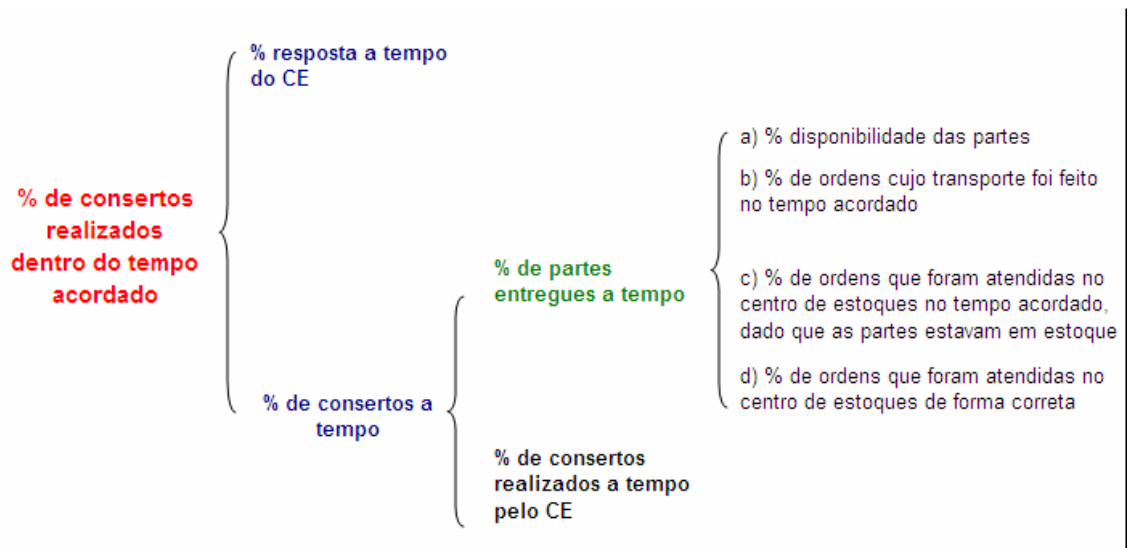 % resposta a tempo
do CE
% de consertos
realizados
dentro do tempo
acordado
% de consertos a
tempo
% de partes
entregues a tempo
% de consertos
realizados a tempo
pelo CE
a) % disponibilidade das partes
b) % de ordens cujo transporte foi feito
no tempo acordado
c) % de ordens que foram atendidas no
centro de estoques no tempo acordado,
dado que as partes estavam em estoque
d) % de ordens que foram atendidas no
centro de estoques de forma correta